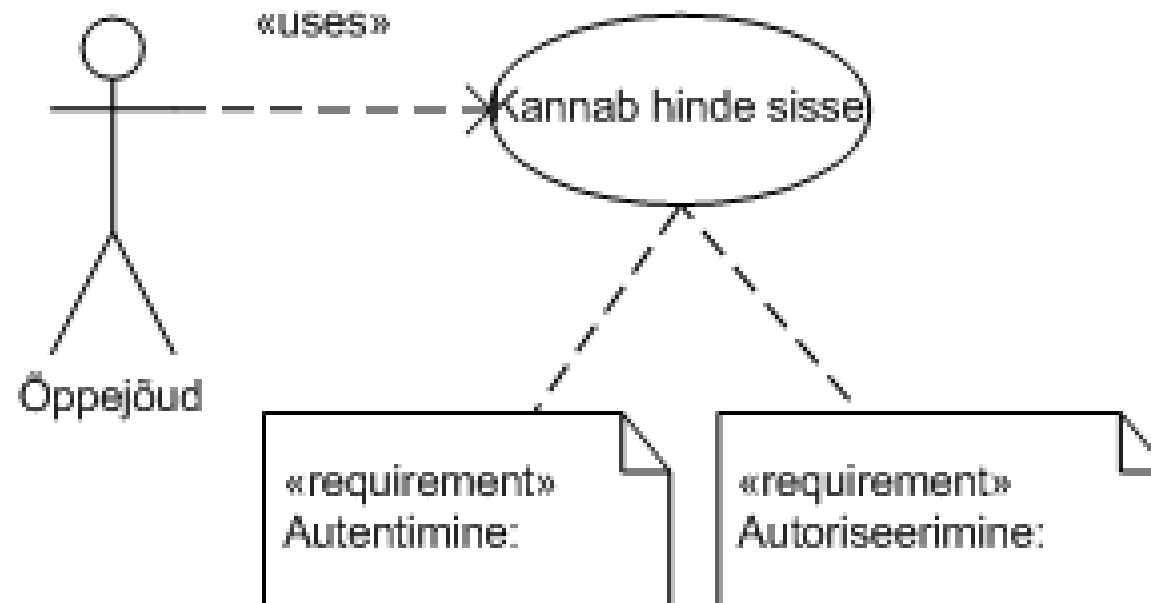 «uses»
Kannab hinde sisse
Õppejõud
«requirement»
Autentimine:
«requirement»
Autoriseerimine: